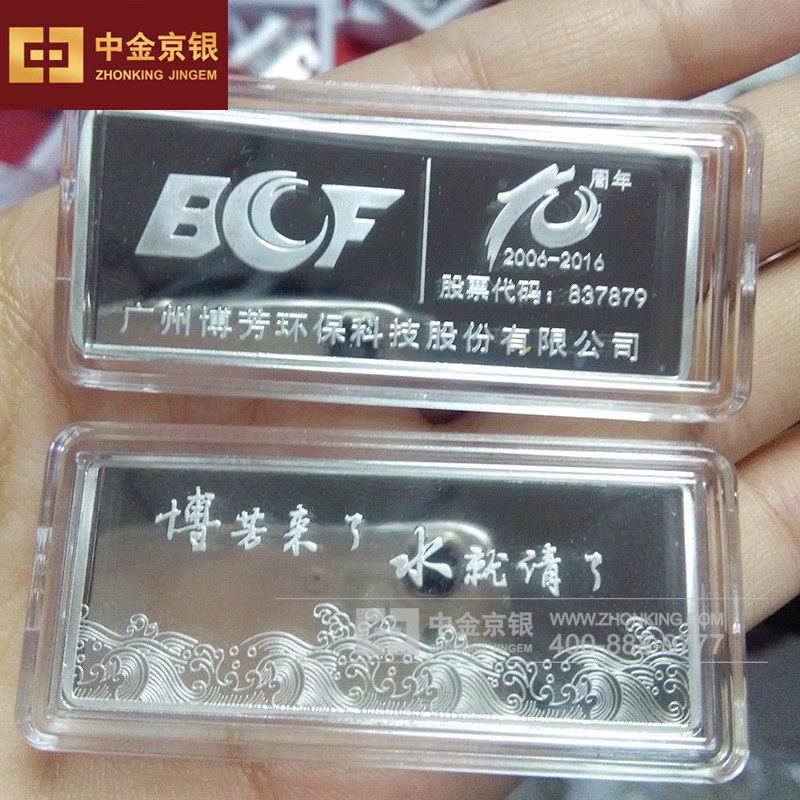 中金京银
ZHONKING JINGEM
BCF
10周年
2006-2016
股票代码：837879
广州博芳环保科技股份有限公司
博芳来了
水就清了
中金京银
ZHONKING JINGEM
WWW.ZHONKING.COM